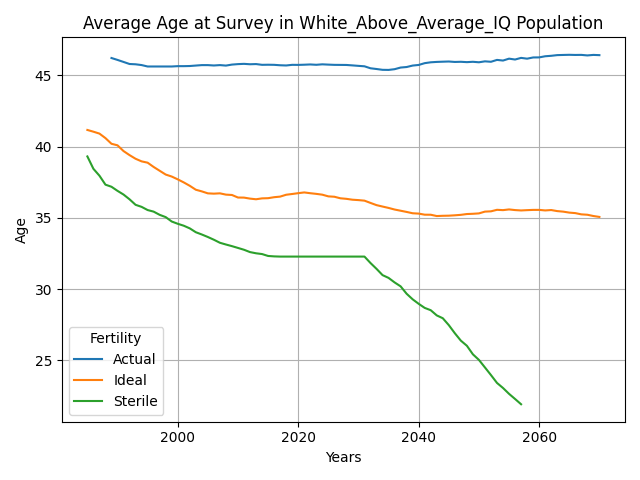 Average Age at Survey in White_Above_Average_IQ Population
Age
45
40
35
30
25
Fertility
Actual
Ideal
Sterile
2000 2020 2040 2060
Years